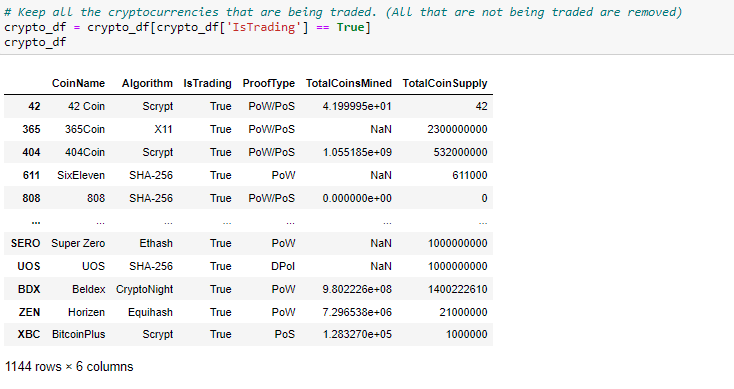 # Keep all the cryptocurrencies that are being traded. (All that are not being traded are removed)
crypto_df = crypto_df[crypto_df['IsTrading'] == True]
crypto_df
CoinName Algorithm IsTrading ProofType TotalCoinsMined TotalCoinSupply
42 42 Coin Scrypt True PoW/PoS 4.199995e+01 42
365 365Coin X11 True PoW/PoS NaN 2300000000
404 404Coin Scrypt True PoW/PoS 1.055185e+09 532000000
611 SixEleven SHA-256 True PoW NaN 611000
808 808 SHA-256 True PoW/PoS 0.000000e+00 0
... ... ... ... ... ... ...
SERO Super Zero Ethash True PoW NaN 1000000000
UOS UOS SHA-256 True DPoI NaN 1000000000
BDX Beldex CryptoNight True PoW 9.802226e+08 1400222610
ZEN Horizen Equihash True PoW 7.296538e+06 21000000
XBC BitcoinPlus Scrypt True PoS 1.283270e+05 1000000
1144 rows × 6 columns